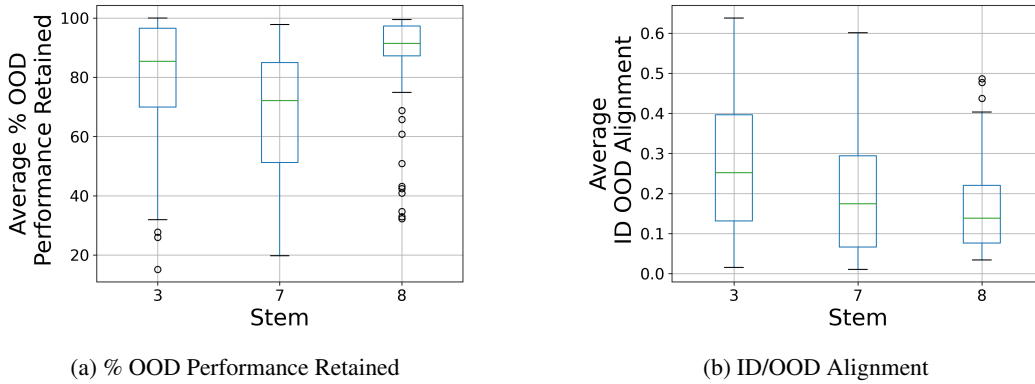 Average % OOD
Performance Retained
100
80
60
40
20
3
7
8
Stem
(a) % OOD Performance Retained
Average
ID OOD Alignment
0.6
0.5
0.4
0.3
0.2
0.1
0.0
3
7
8
Stem
(b) ID/OOD Alignment